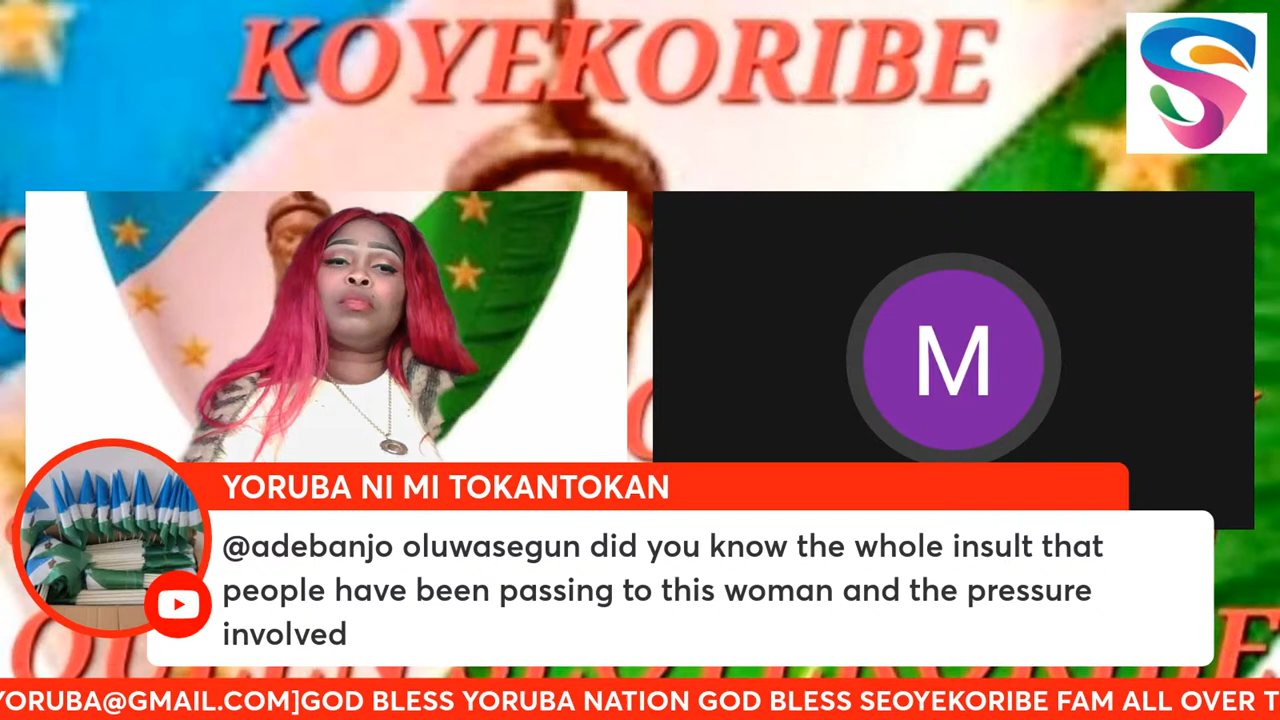 KOYEKORIBE
M
YORUBA NI MI TOKANTOKAN
@adebanjo oluwasegun did you know the whole insult that
people have been passing to this woman and the pressure
involved
YORUBA@GMAIL.COM]GOD BLESS YORUBA NATION GOD BLESS SEOYEKORIBE FAM ALL OVER T